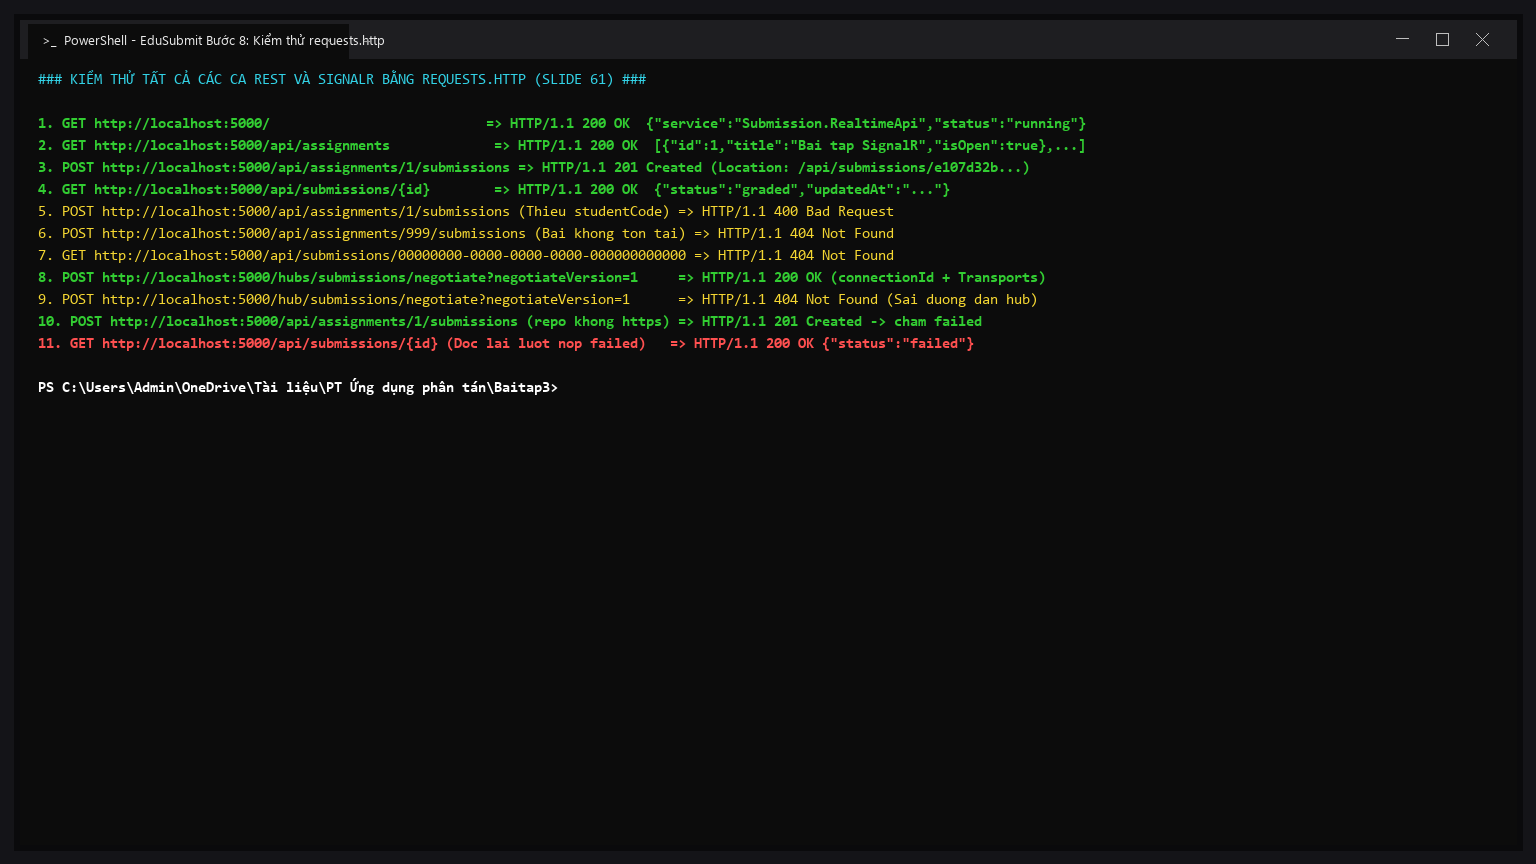 >_ PowerShell - EduSubmit Bước 8: Kiểm thử requests.http
### KIỂM THỬ TẤT CẢ CÁC CA REST VÀ SIGNALR BẰNG REQUESTS.HTTP (SLIDE 61) ###
1. GET http://localhost:5000/ => HTTP/1.1 200 OK {"service":"Submission.RealtimeApi","status":"running"}
2. GET http://localhost:5000/api/assignments => HTTP/1.1 200 OK [{"id":1,"title":"Bai tap SignalR","isOpen":true},...]
3. POST http://localhost:5000/api/assignments/1/submissions => HTTP/1.1 201 Created (Location: /api/submissions/e107d32b...)
4. GET http://localhost:5000/api/submissions/{id} => HTTP/1.1 200 OK {"status":"graded","updatedAt":"..."}
5. POST http://localhost:5000/api/assignments/1/submissions (Thieu studentCode) => HTTP/1.1 400 Bad Request
6. POST http://localhost:5000/api/assignments/999/submissions (Bai khong ton tai) => HTTP/1.1 404 Not Found
7. GET http://localhost:5000/api/submissions/00000000-0000-0000-0000-000000000000 => HTTP/1.1 404 Not Found
8. POST http://localhost:5000/hubs/submissions/negotiate?negotiateVersion=1 => HTTP/1.1 200 OK (connectionId + Transports)
9. POST http://localhost:5000/hub/submissions/negotiate?negotiateVersion=1 => HTTP/1.1 404 Not Found (Sai duong dan hub)
10. POST http://localhost:5000/api/assignments/1/submissions (repo khong https) => HTTP/1.1 201 Created -> cham failed
11. GET http://localhost:5000/api/submissions/{id} (Doc lai luot nop failed) => HTTP/1.1 200 OK {"status":"failed"}
PS C:\Users\Admin\OneDrive\Tài liệu\PT Ứng dụng phân tán\Baitap3>